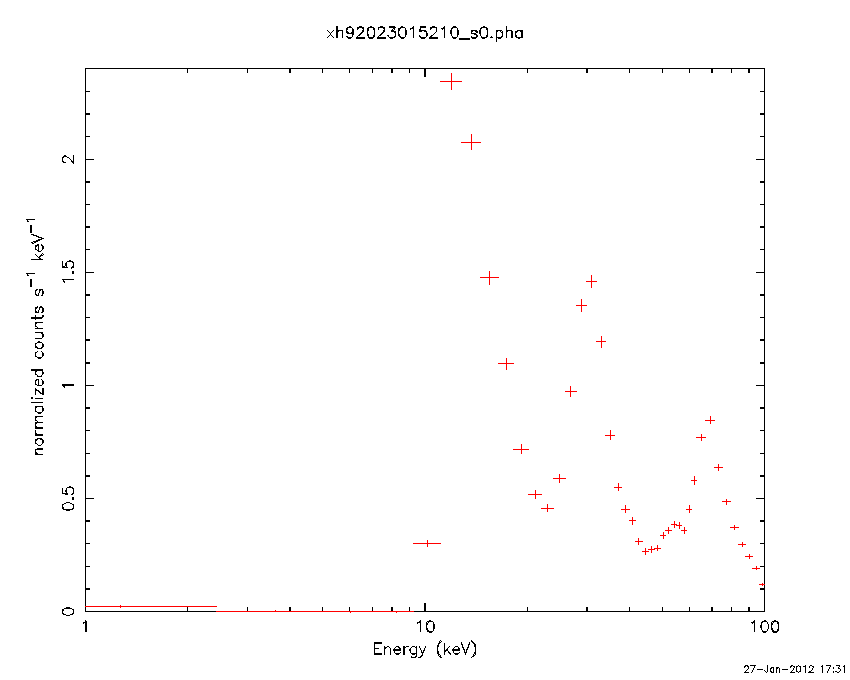 xh92023015210_s0.pha
normalized counts s⁻¹ keV⁻¹
2
1.5
1
0.5
0
1 10 100
Energy (keV)
27-Jan-2012 17:31